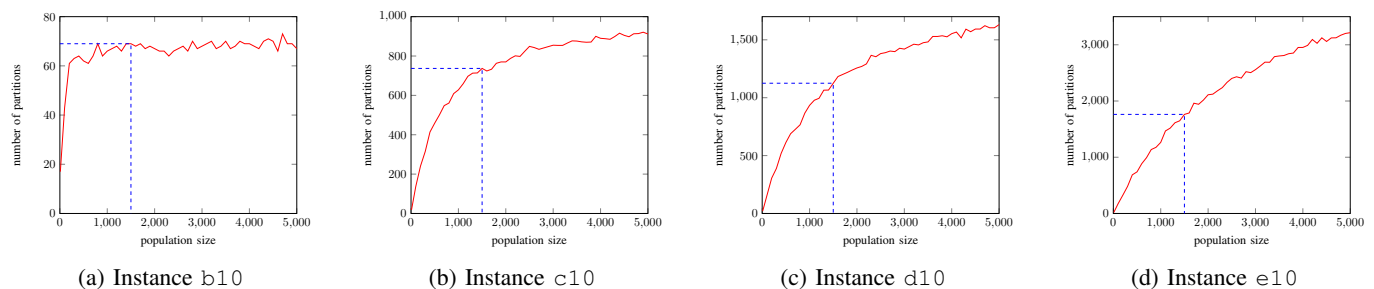 80
60
40
20
0
number of partitions
0 1,000 2,000 3,000 4,000 5,000
population size
(a) Instance b10
1,000
800
600
400
200
0
number of partitions
0 1,000 2,000 3,000 4,000 5,000
population size
(b) Instance c10
1,500
1,000
500
0
number of partitions
0 1,000 2,000 3,000 4,000 5,000
population size
(c) Instance d10
3,000
2,000
1,000
0
number of partitions
0 1,000 2,000 3,000 4,000 5,000
population size
(d) Instance e10